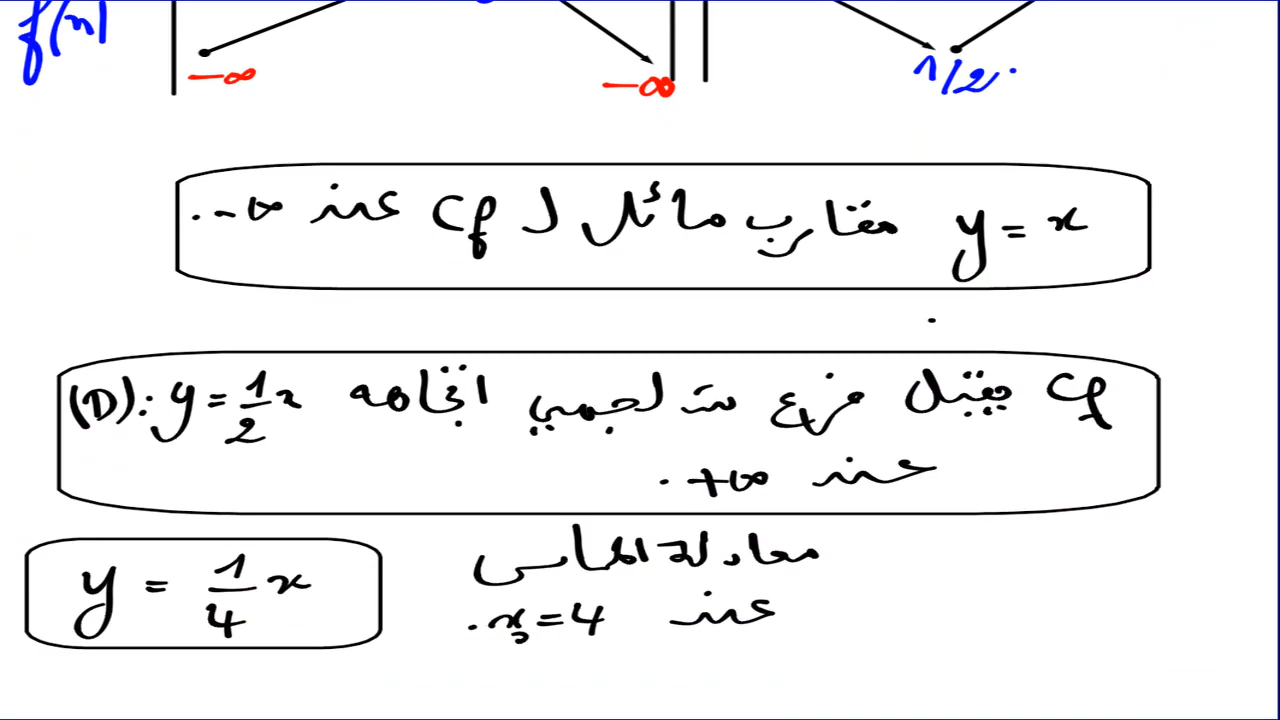 f(x)
-∞ -∞ 1/2.
y = x مقارب مائل ل Cf عند ∞-.
Cf يقبل فرع شلجمي اتجاهه (D): y = 1/2 x
عند ∞+.
معادلة المماس
عند x₀ = 4.
y = 1/4 x